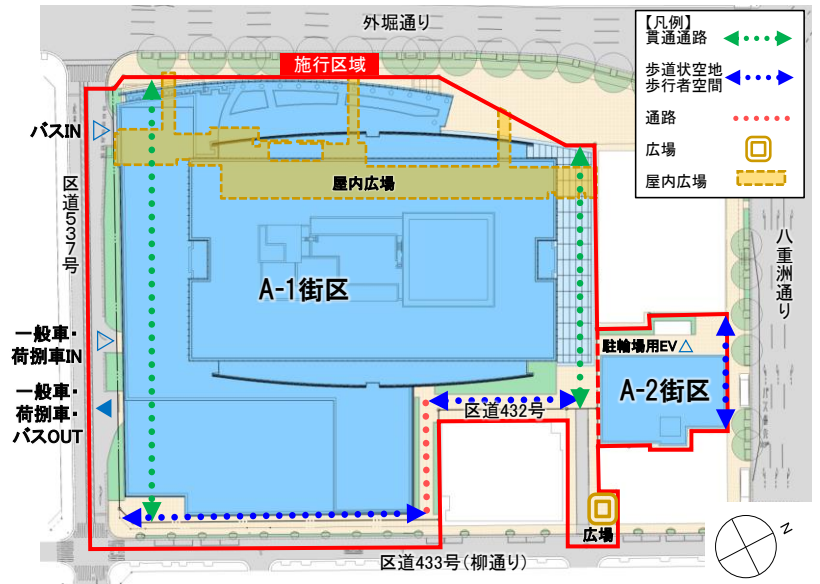 外堀通り
【凡例】
貫通通路
歩道状空地
歩行者空間
通路
広場
屋内広場
施行区域
バスIN
区道537号
屋内広場
八重洲通り
A-1街区
一般車・
荷捌車IN
駐輪場用EV
A-2街区
一般車・
荷捌車・
バスOUT
区道432号
広場
区道433号(柳通り)
N